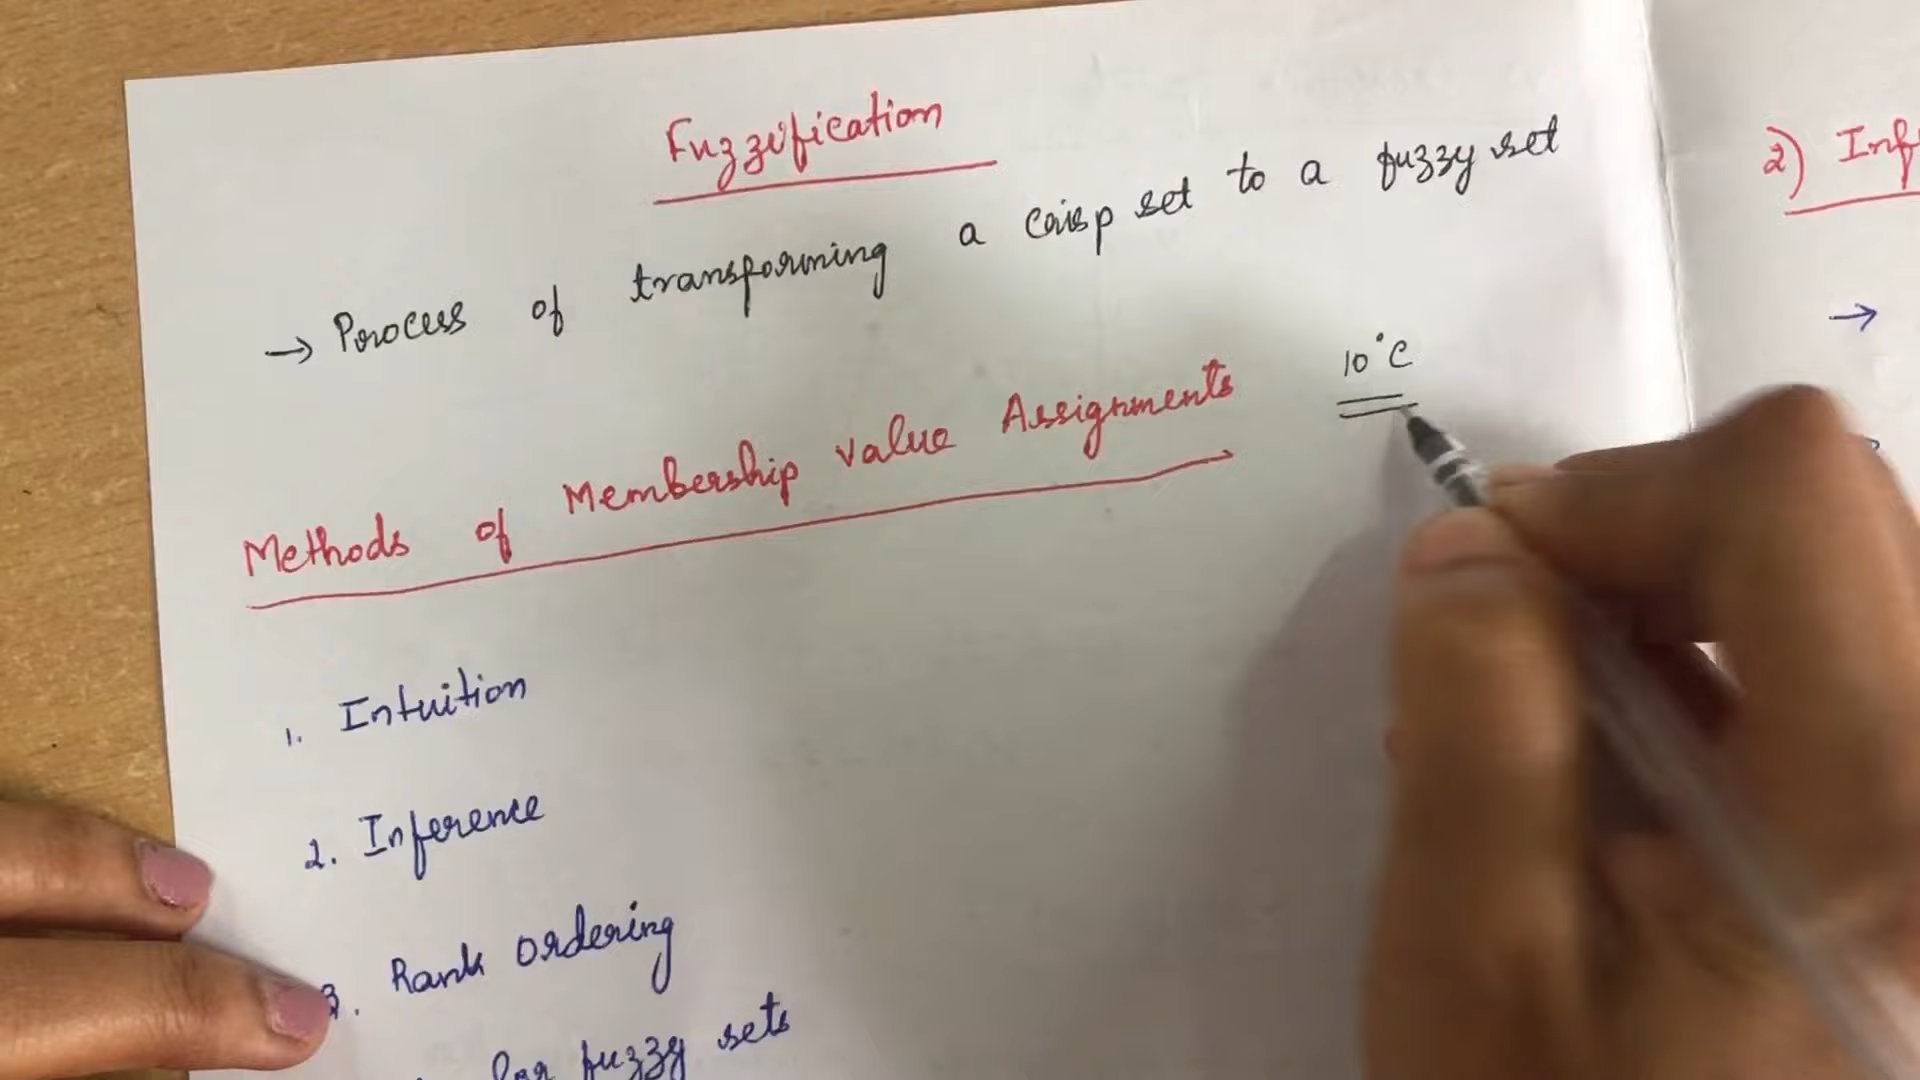 Fuzzification
→ Process of transforming a crisp set to a fuzzy set
10°C
Methods of Membership value Assignments
1. Intuition
2. Inference
3. Rank ordering
fuzzy sets
2) Inf
→